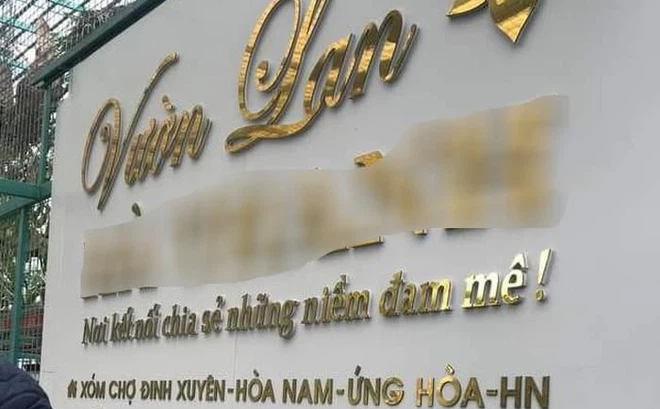 Vườn Lan
Nơi kết nối chia sẻ những niềm đam mê!
XÓM CHỢ ĐINH XUYÊN-HÒA NAM-ỨNG HÒA-HN